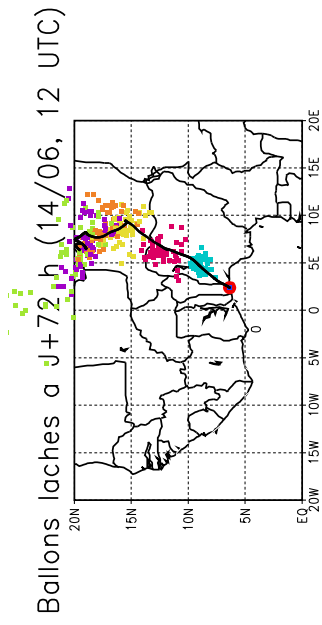 Ballons laches a J+72 h (14/06, 12 UTC)
20N
15N
10N
5N
EQ
20W
15W
10W
5W
0
5E
10E
15E
20E
0